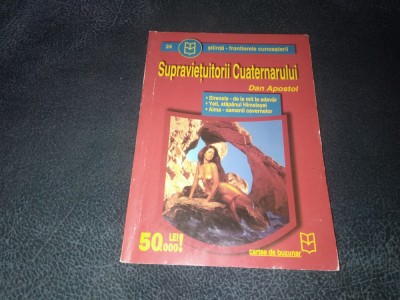 24
știință - frontierele cunoașterii
Supraviețuitorii Cuaternarului
Dan Apostol
• Sirenele - de la mit la adevăr
• Yeti, stăpânul Himalayei
• Alma - oamenii cavernelor
50.000 LEI!
cartea de buzunar